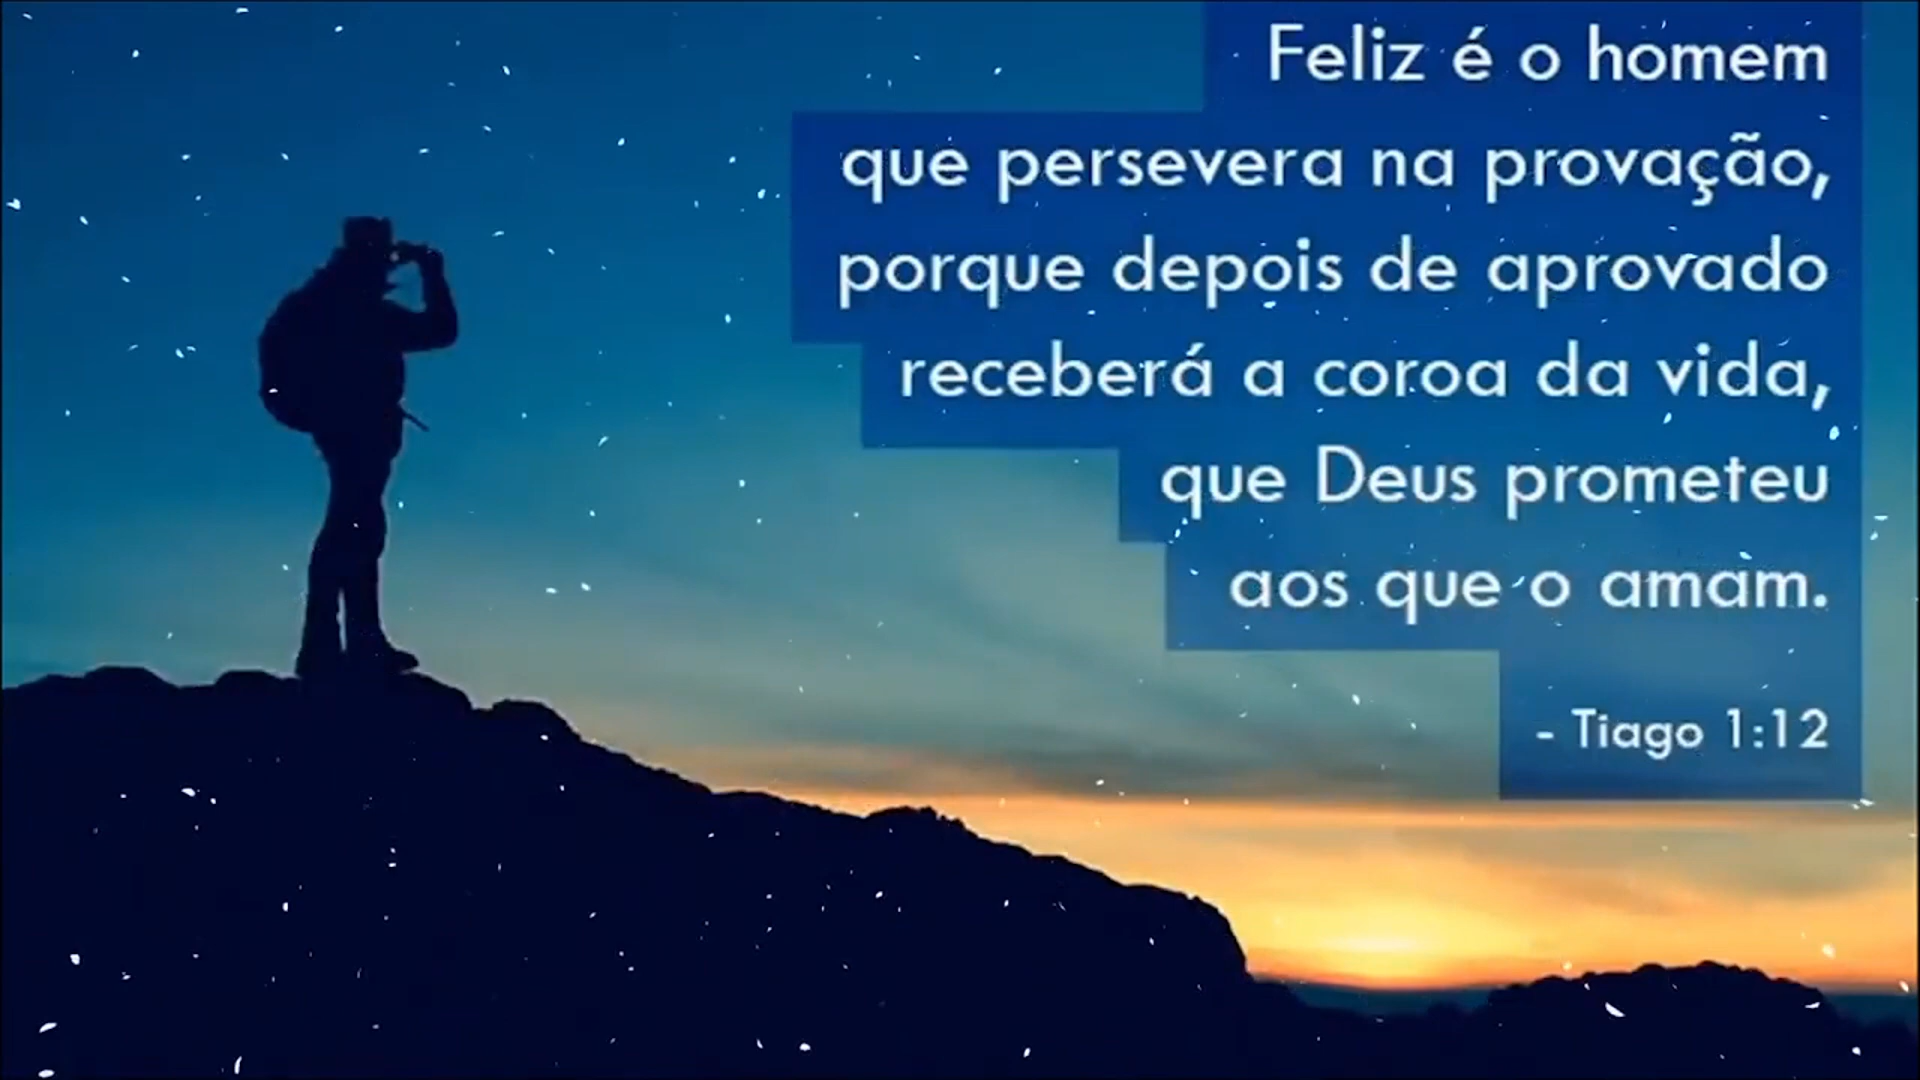 Feliz é o homem
que persevera na provação,
porque depois de aprovado
receberá a coroa da vida,
que Deus prometeu
aos que o amam.
- Tiago 1:12